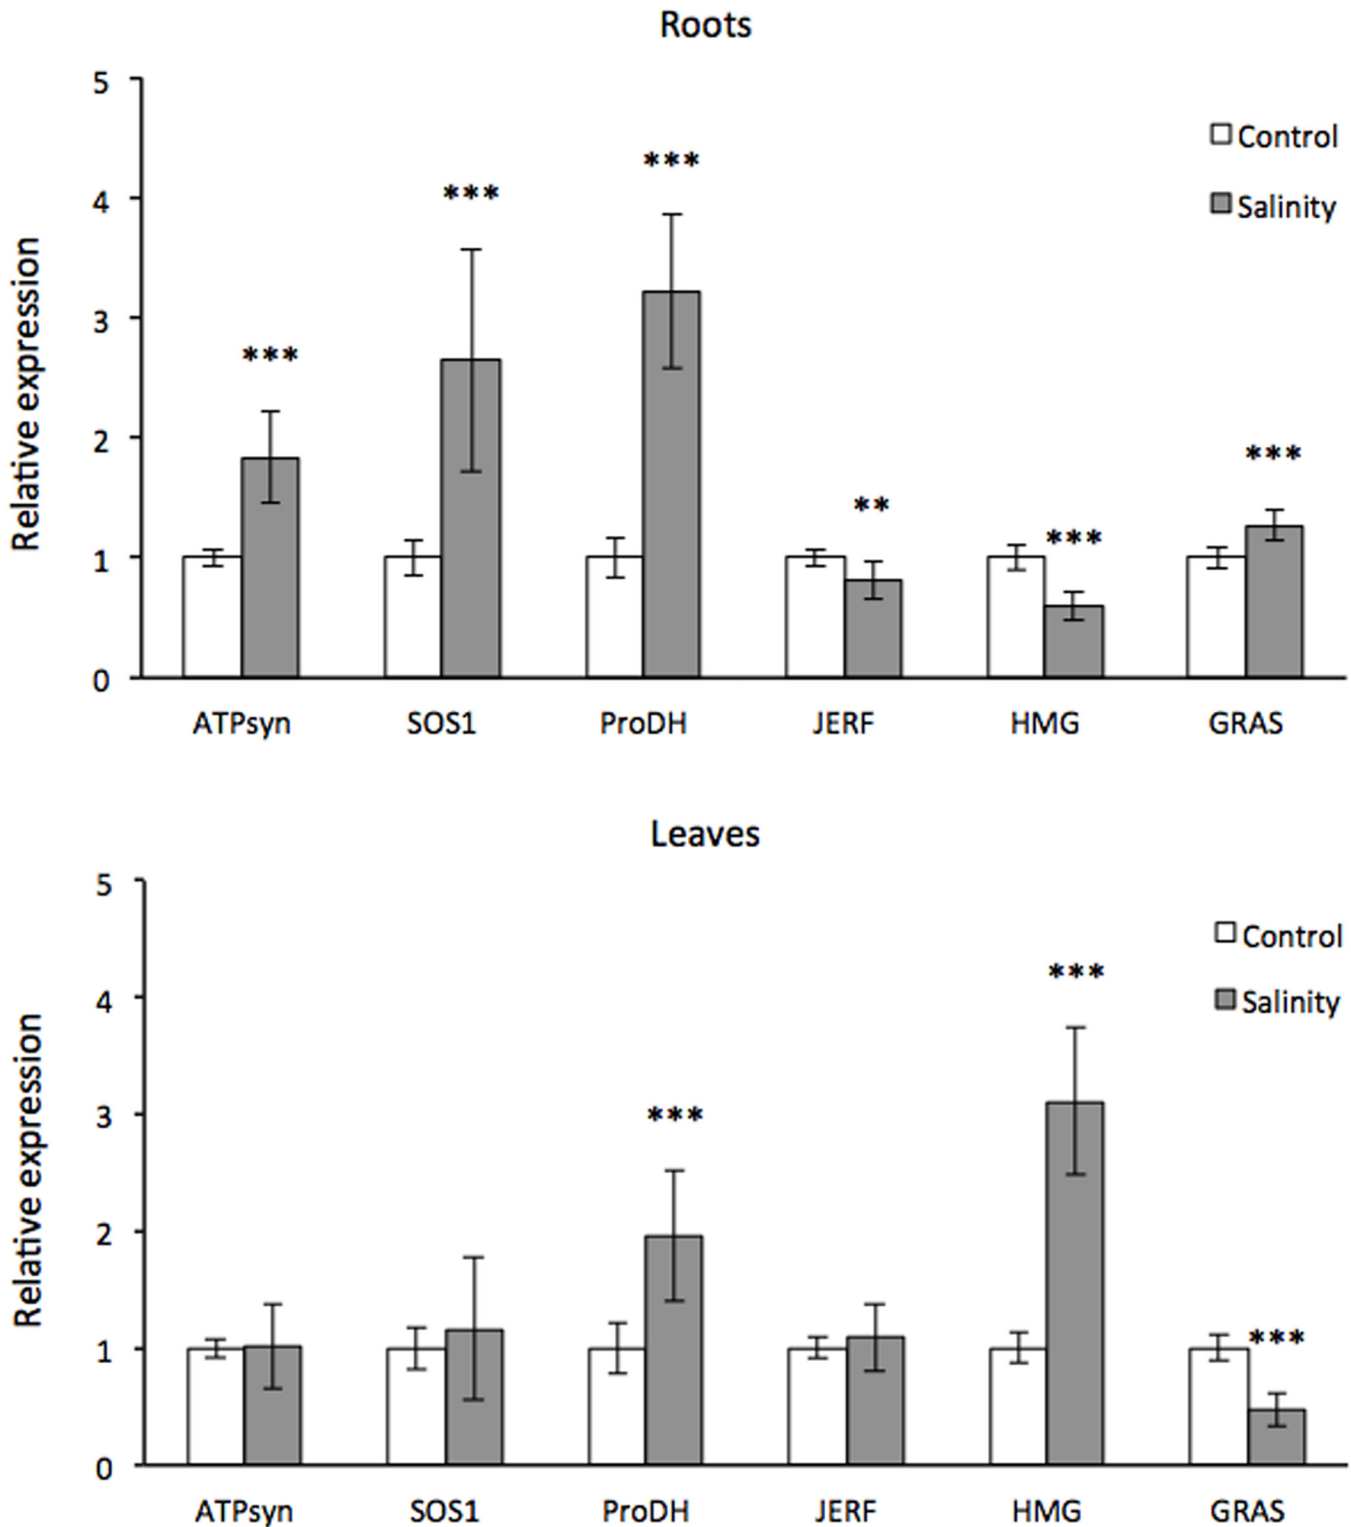 Roots
5
Control
***
***
4
Salinity
***
3
Relative expression
2
**
***
***
1
0
ATPsyn SOS1 ProDH JERF HMG GRAS
Leaves
5
Control
***
4
Salinity
***
3
Relative expression
2
***
1
0
ATPsyn SOS1 ProDH JERF HMG GRAS